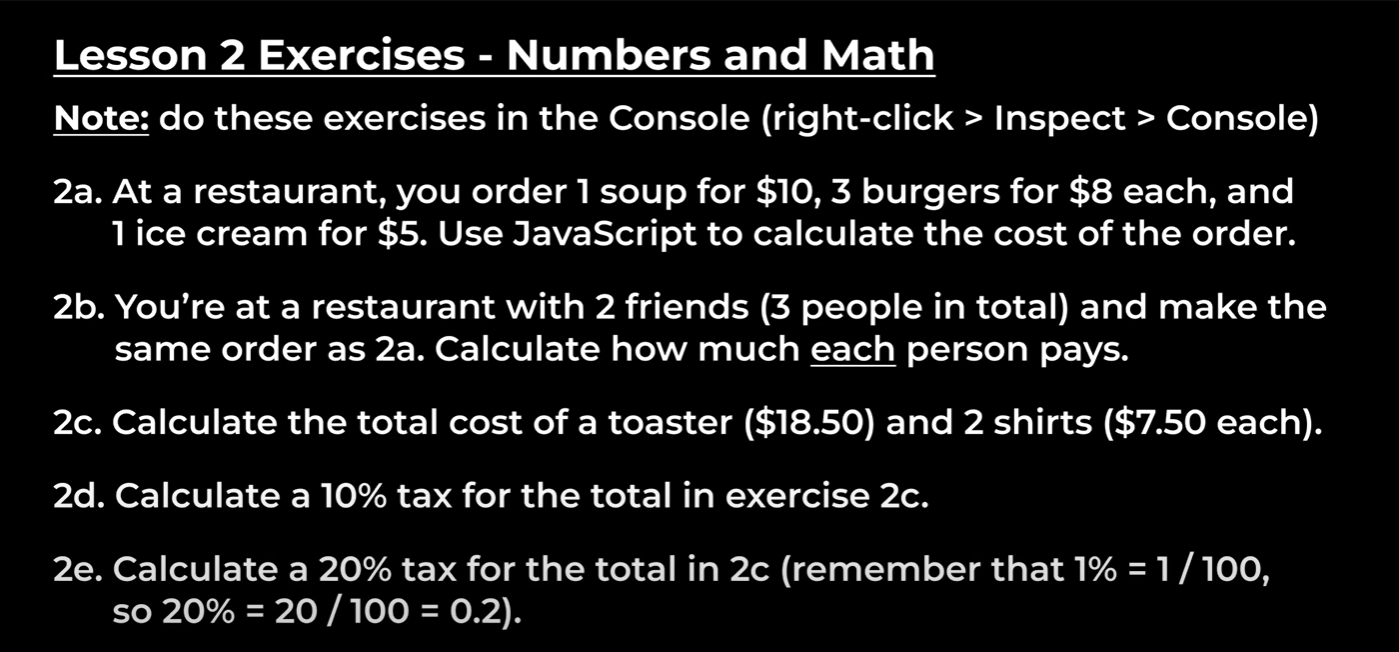 Lesson 2 Exercises - Numbers and Math
Note: do these exercises in the Console (right-click > Inspect > Console)
2a. At a restaurant, you order 1 soup for $10, 3 burgers for $8 each, and
1 ice cream for $5. Use JavaScript to calculate the cost of the order.
2b. You’re at a restaurant with 2 friends (3 people in total) and make the
same order as 2a. Calculate how much each person pays.
2c. Calculate the total cost of a toaster ($18.50) and 2 shirts ($7.50 each).
2d. Calculate a 10% tax for the total in exercise 2c.
2e. Calculate a 20% tax for the total in 2c (remember that 1% = 1 / 100,
so 20% = 20 / 100 = 0.2).